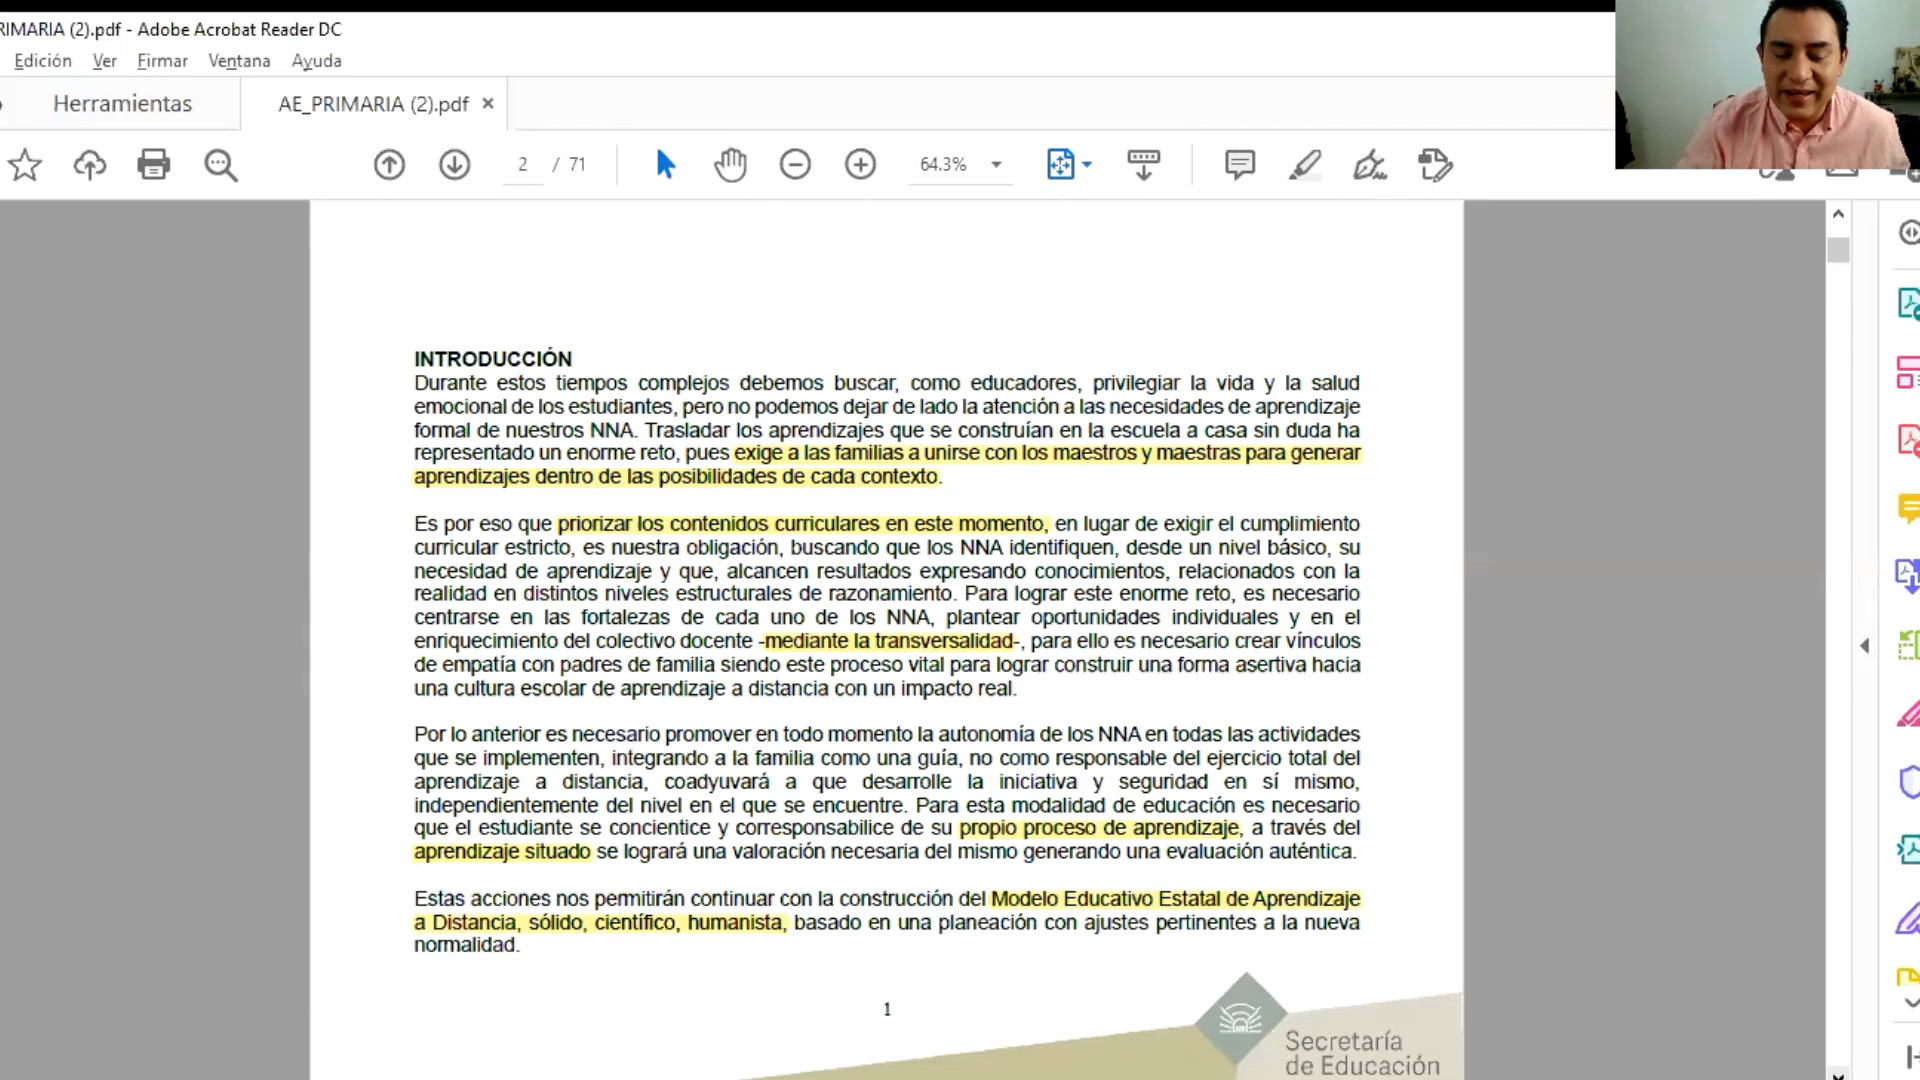 RIMARIA (2).pdf - Adobe Acrobat Reader DC
Edición Ver Firmar Ventana Ayuda
Herramientas AE_PRIMARIA (2).pdf ×
2 / 71 64.3%
INTRODUCCIÓN
Durante estos tiempos complejos debemos buscar, como educadores, privilegiar la vida y la salud
emocional de los estudiantes, pero no podemos dejar de lado la atención a las necesidades de aprendizaje
formal de nuestros NNA. Trasladar los aprendizajes que se construían en la escuela a casa sin duda ha
representado un enorme reto, pues exige a las familias a unirse con los maestros y maestras para generar
aprendizajes dentro de las posibilidades de cada contexto.
Es por eso que priorizar los contenidos curriculares en este momento, en lugar de exigir el cumplimiento
curricular estricto, es nuestra obligación, buscando que los NNA identifiquen, desde un nivel básico, su
necesidad de aprendizaje y que, alcancen resultados expresando conocimientos, relacionados con la
realidad en distintos niveles estructurales de razonamiento. Para lograr este enorme reto, es necesario
centrarse en las fortalezas de cada uno de los NNA, plantear oportunidades individuales y en el
enriquecimiento del colectivo docente -mediante la transversalidad-, para ello es necesario crear vínculos
de empatía con padres de familia siendo este proceso vital para lograr construir una forma asertiva hacia
una cultura escolar de aprendizaje a distancia con un impacto real.
Por lo anterior es necesario promover en todo momento la autonomía de los NNA en todas las actividades
que se implementen, integrando a la familia como una guía, no como responsable del ejercicio total del
aprendizaje a distancia, coadyuvará a que desarrolle la iniciativa y seguridad en sí mismo,
independientemente del nivel en el que se encuentre. Para esta modalidad de educación es necesario
que el estudiante se concientice y corresponsabilice de su propio proceso de aprendizaje, a través del
aprendizaje situado se logrará una valoración necesaria del mismo generando una evaluación auténtica.
Estas acciones nos permitirán continuar con la construcción del Modelo Educativo Estatal de Aprendizaje
a Distancia, sólido, científico, humanista, basado en una planeación con ajustes pertinentes a la nueva
normalidad.
1
Secretaría
de Educación